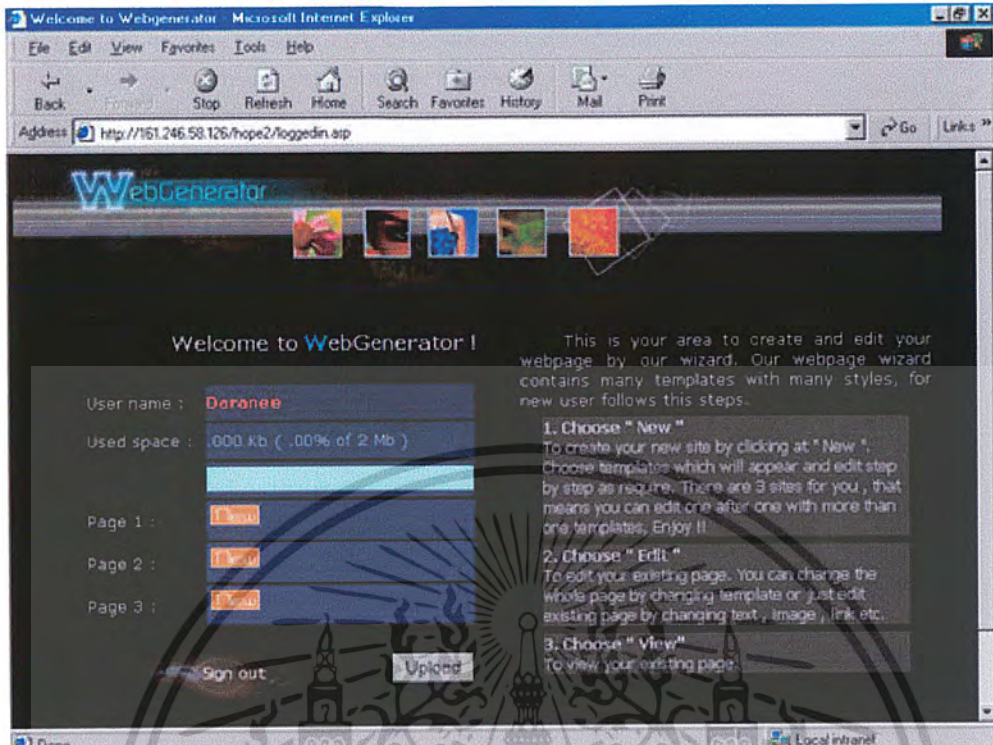 Welcome to Webgenerator - Microsoft Internet Explorer
File Edit View Favorites Tools Help
Back Forward Stop Refresh Home Search Favorites History Mail Print
Address http://161.246.58.126/hope2/loggedin.asp Go Links »
WebGenerator
Welcome to WebGenerator !
User name : Daranee
Used space : .000 Kb ( .00% of 2 Mb )
Page 1 : New
Page 2 : New
Page 3 : New
Sign out Upload
This is your area to create and edit your
webpage by our wizard. Our webpage wizard
contains many templates with many styles, for
new user follows this steps.
1. Choose " New "
To create your new site by clicking at " New ".
Choose templates which will appear and edit step
by step as require. There are 3 sites for you , that
means you can edit one after one with more than
one templates, Enjoy !!
2. Choose " Edit "
To edit your existing page. You can change the
whole page by changing template or just edit
existing page by changing text , image , link etc.
3. Choose " View"
To view your existing page.
Done Local intranet